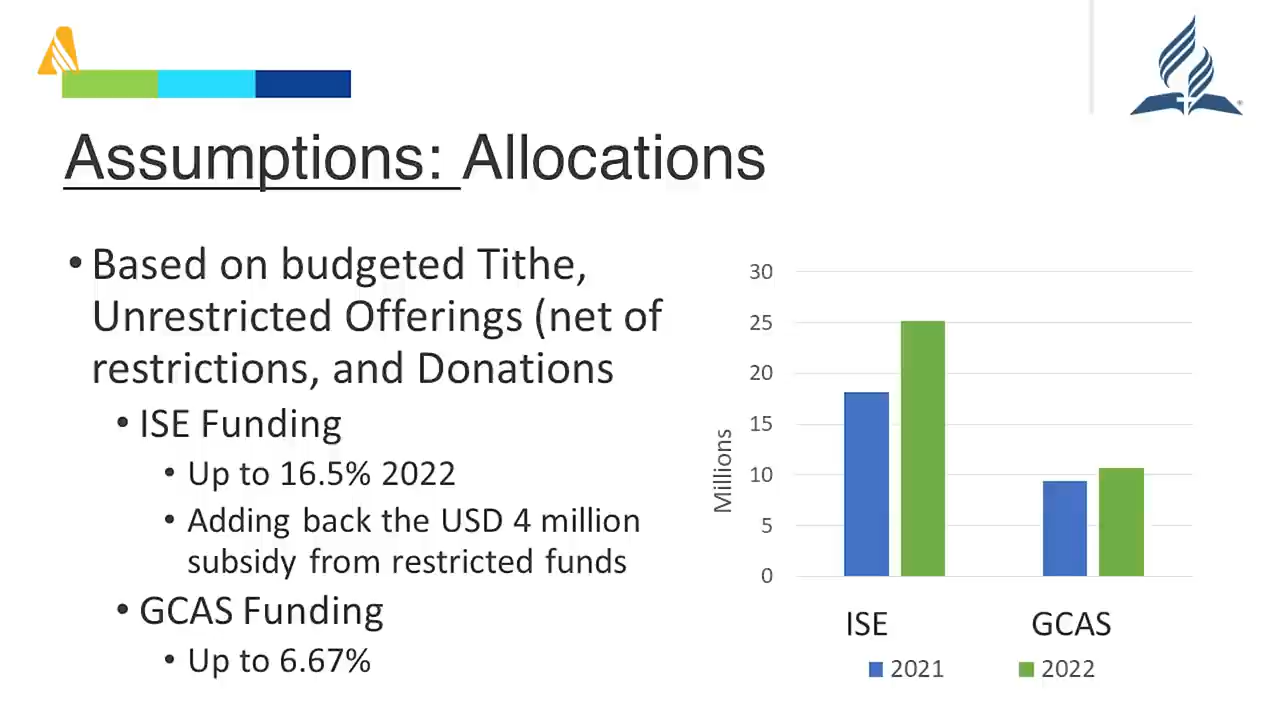 Assumptions: Allocations
• Based on budgeted Tithe,
Unrestricted Offerings (net of
restrictions, and Donations
• ISE Funding
• Up to 16.5% 2022
• Adding back the USD 4 million
subsidy from restricted funds
• GCAS Funding
• Up to 6.67%
Millions
30
25
20
15
10
5
0
ISE
GCAS
2021
2022